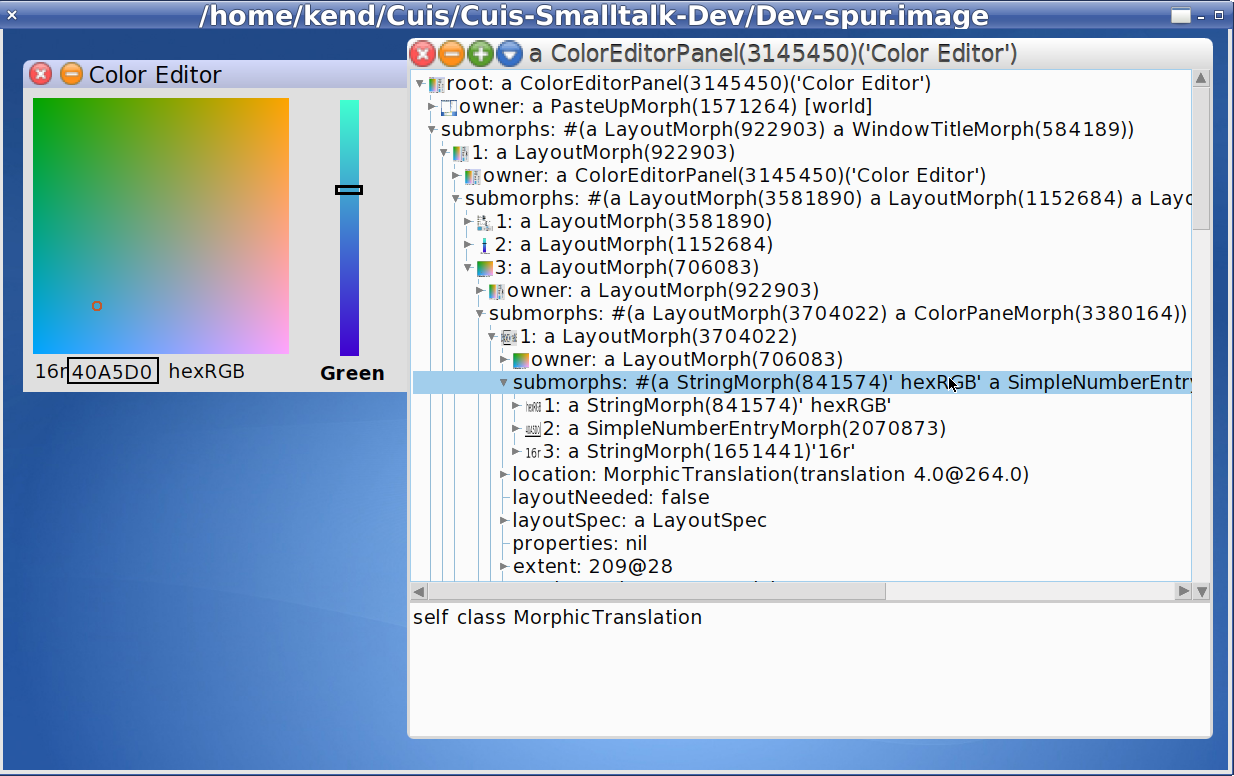 /home/kend/Cuis/Cuis-Smalltalk-Dev/Dev-spur.image
Color Editor
16r 40A5D0 hexRGB
Green
a ColorEditorPanel(3145450)('Color Editor')
root: a ColorEditorPanel(3145450)('Color Editor')
owner: a PasteUpMorph(1571264) [world]
submorphs: #(a LayoutMorph(922903) a WindowTitleMorph(584189))
1: a LayoutMorph(922903)
owner: a ColorEditorPanel(3145450)('Color Editor')
submorphs: #(a LayoutMorph(3581890) a LayoutMorph(1152684) a Layo
1: a LayoutMorph(3581890)
2: a LayoutMorph(1152684)
3: a LayoutMorph(706083)
owner: a LayoutMorph(922903)
submorphs: #(a LayoutMorph(3704022) a ColorPaneMorph(3380164))
1: a LayoutMorph(3704022)
owner: a LayoutMorph(706083)
submorphs: #(a StringMorph(841574)' hexRGB' a SimpleNumberEntry
hexRGB 1: a StringMorph(841574)' hexRGB'
40A5D0 2: a SimpleNumberEntryMorph(2070873)
16r 3: a StringMorph(1651441)'16r'
location: MorphicTranslation(translation 4.0@264.0)
layoutNeeded: false
layoutSpec: a LayoutSpec
properties: nil
extent: 209@28
self class MorphicTranslation